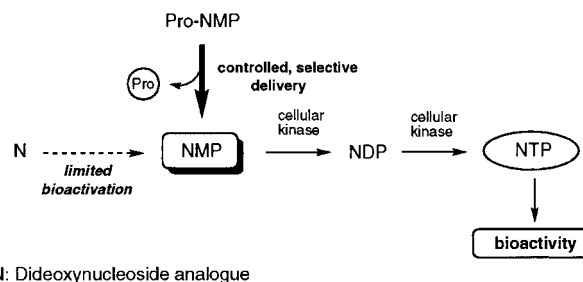 Pro-NMP
Pro
controlled, selective
delivery
cellular
kinase
cellular
kinase
N
NMP
NDP
NTP
limited
bioactivation
bioactivity
N: Dideoxynucleoside analogue